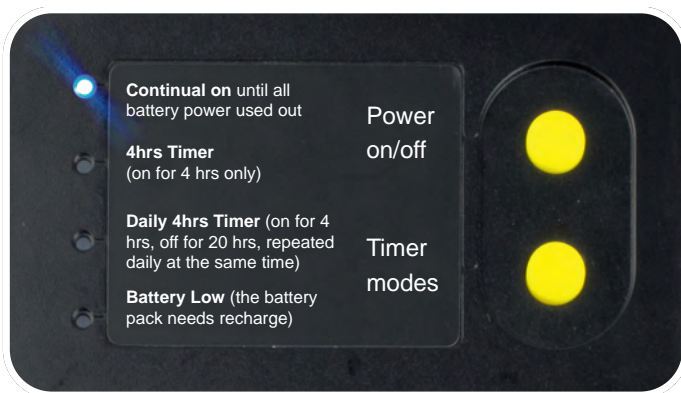 Continual on until all
battery power used out
4hrs Timer
(on for 4 hrs only)
Daily 4hrs Timer (on for 4
hrs, off for 20 hrs, repeated
daily at the same time)
Battery Low (the battery
pack needs recharge)
Power
on/off
Timer
modes